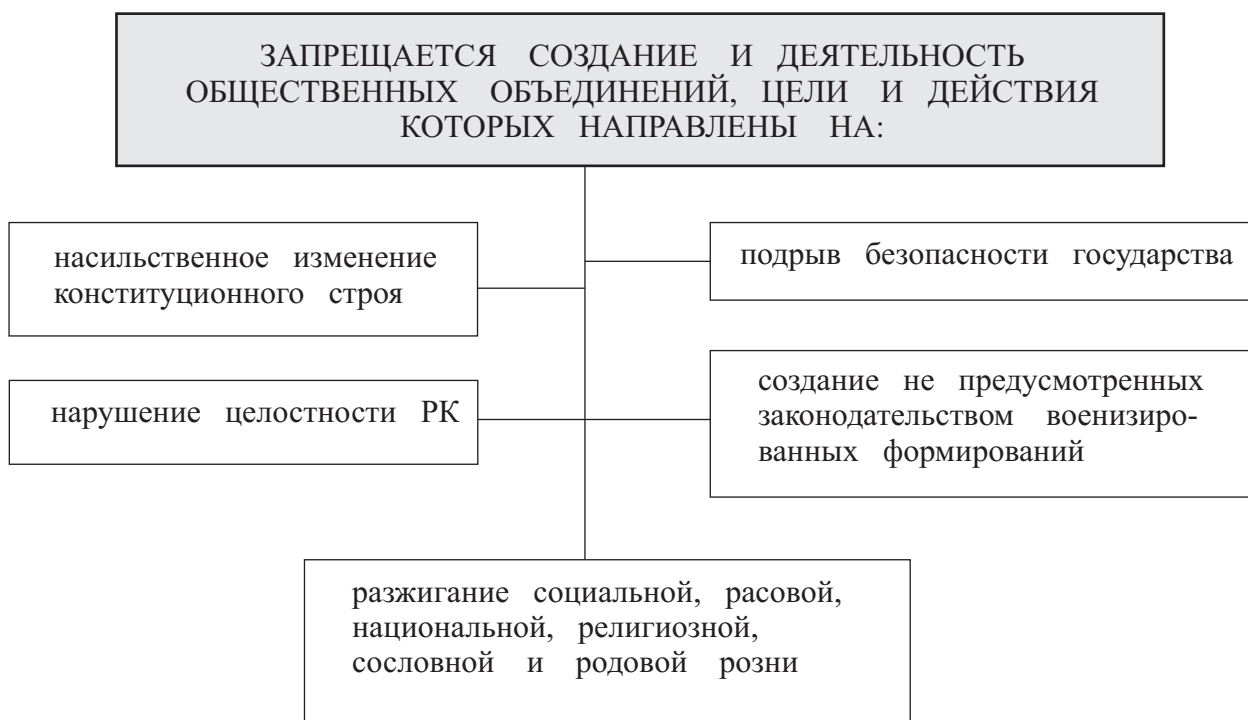 ЗАПРЕЩАЕТСЯ СОЗДАНИЕ И ДЕЯТЕЛЬНОСТЬ
ОБЩЕСТВЕННЫХ ОБЪЕДИНЕНИЙ, ЦЕЛИ И ДЕЙСТВИЯ
КОТОРЫХ НАПРАВЛЕНЫ НА:
насильственное изменение
конституционного строя
подрыв безопасности государства
нарушение целостности РК
создание не предусмотренных
законодательством военизиро-
ванных формирований
разжигание социальной, расовой,
национальной, религиозной,
сословной и родовой розни